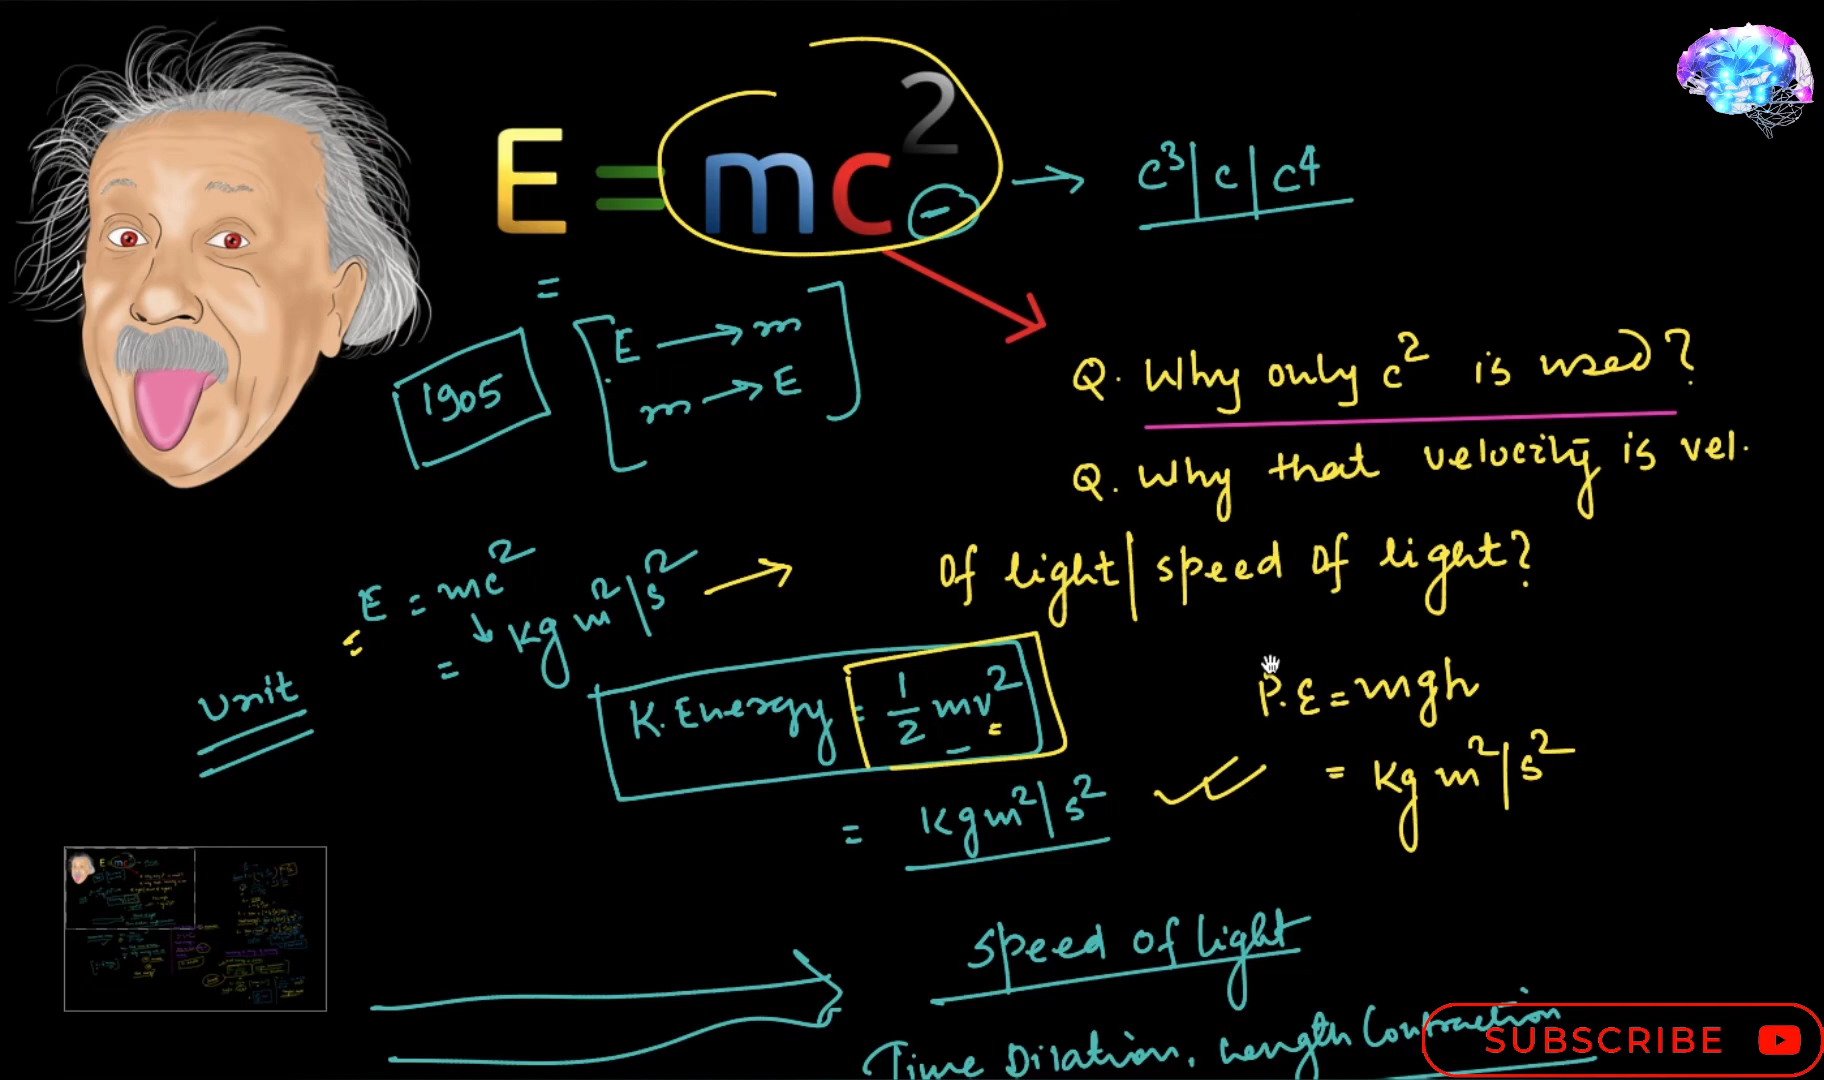 E = mc²
→ c³|c|c⁴
=
1905
E → m
m → E
Q. Why only c² is used?
Q. Why that velocity is vel.
of light|speed of light?
E = mc²
= kg m²/s²
Unit
K.Energy = 1/2 mv²
= kgm²/s²
P.E = mgh
= kg m²/s²
speed of light
Time Dilation, Length Contraction
SUBSCRIBE